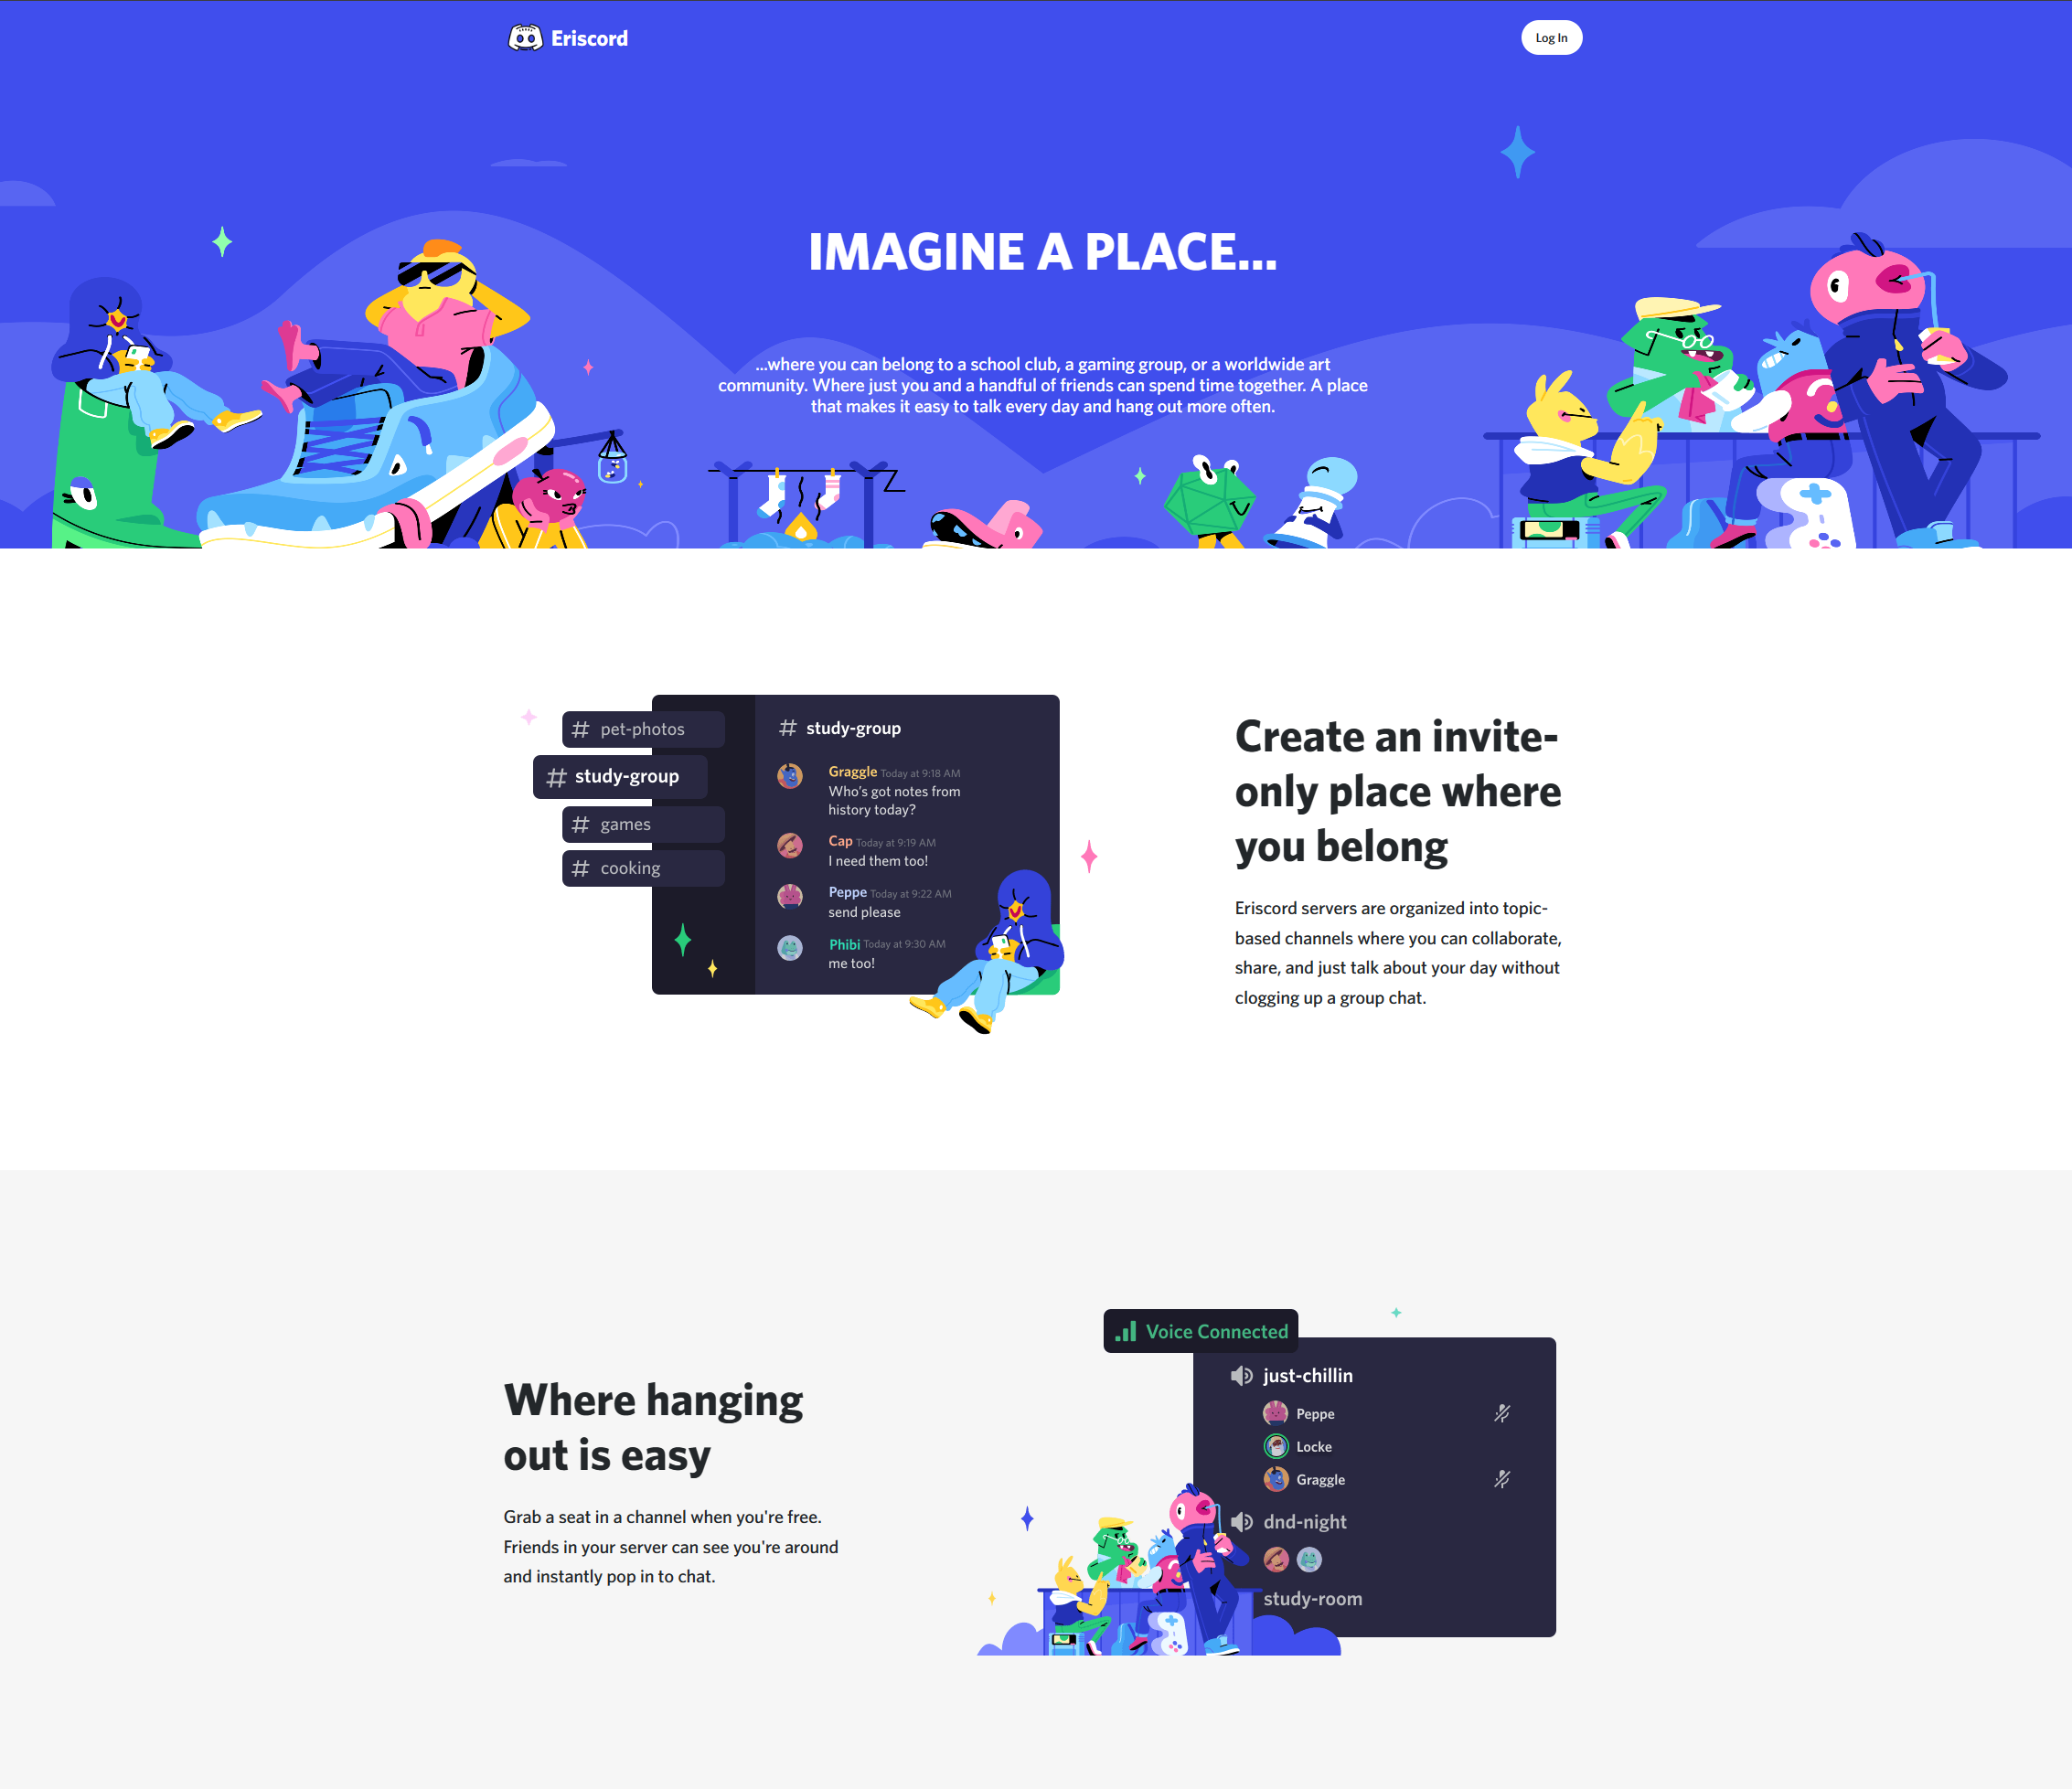 Eriscord
Log In
IMAGINE A PLACE...
...where you can belong to a school club, a gaming group, or a worldwide art
community. Where just you and a handful of friends can spend time together. A place
that makes it easy to talk every day and hang out more often.
# pet-photos
# study-group
# games
# cooking
# study-group
Graggle Today at 9:18 AM
Who's got notes from
history today?
Cap Today at 9:19 AM
I need them too!
Peppe Today at 9:22 AM
send please
Phibi Today at 9:30 AM
me too!
Create an invite-
only place where
you belong
Eriscord servers are organized into topic-
based channels where you can collaborate,
share, and just talk about your day without
clogging up a group chat.
Where hanging
out is easy
Grab a seat in a channel when you're free.
Friends in your server can see you're around
and instantly pop in to chat.
Voice Connected
just-chillin
Peppe
Locke
Graggle
dnd-night
study-room